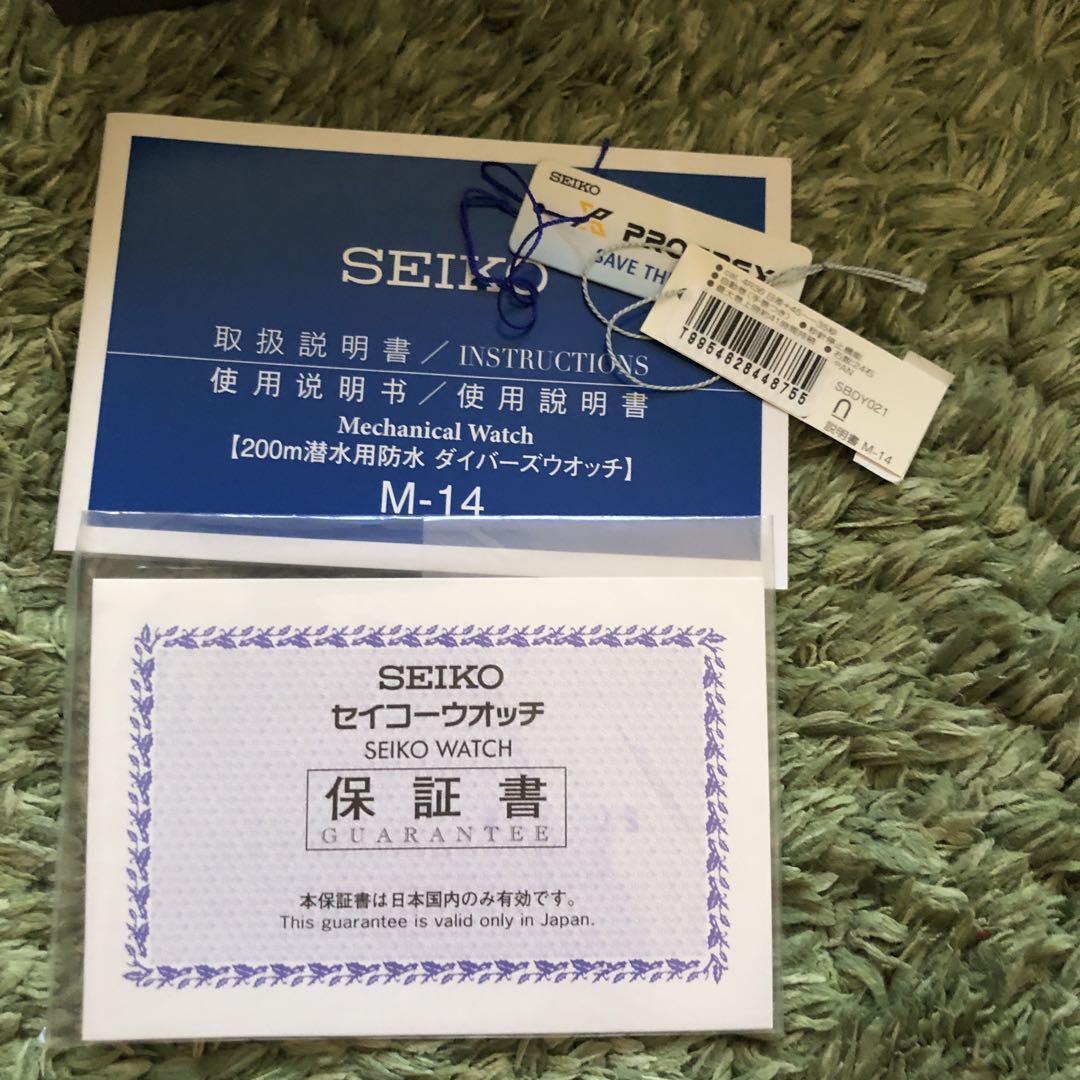 SEIKO
取扱説明書／INSTRUCTIONS
使用说明书／使用說明書
Mechanical Watch
【200m潜水用防水 ダイバーズウオッチ】
M-14
SEIKO
SAVE TH
T9954628448755
SBDY021
説明書 M-14
SEIKO
セイコーウオッチ
SEIKO WATCH
保証書
GUARANTEE
本保証書は日本国内のみ有効です。
This guarantee is valid only in Japan.